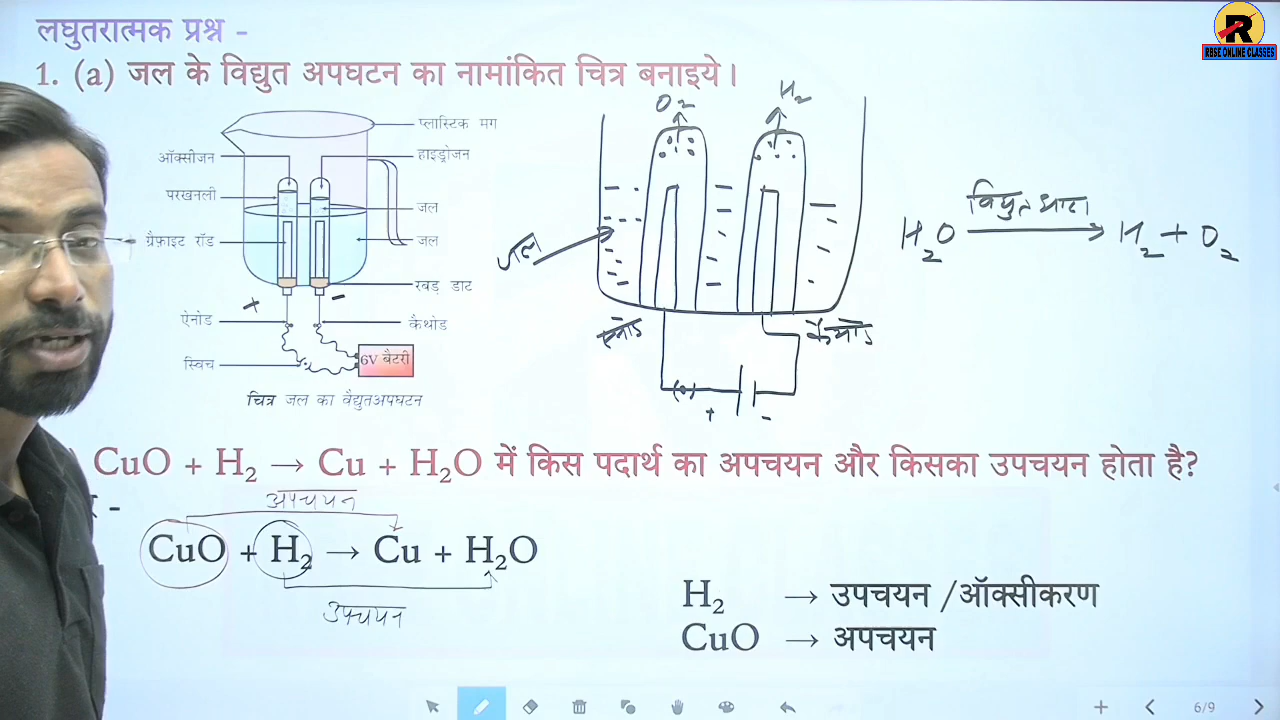 R
RBSE ONLINE CLASSES
लघुतरात्मक प्रश्न -
1. (a) जल के विद्युत अपघटन का नामांकित चित्र बनाइये।
प्लास्टिक मग
ऑक्सीजन
हाइड्रोजन
परखनली
जल
ग्रैफ़ाइट रॉड
जल
रबड़ डाट
+ -
ऐनोड
कैथोड
स्विच
6V बैटरी
चित्र जल का वैद्युतअपघटन
O2
H2
जल
एनोड
कैथोड
(•)
+ -
विद्युत धारा
H2O → H2 + O2
CuO + H₂ → Cu + H₂O में किस पदार्थ का अपचयन और किसका उपचयन होता है?
अपचयन
CuO + H₂ → Cu + H₂O
उपचयन
H₂ → उपचयन /ऑक्सीकरण
CuO → अपचयन
6/9